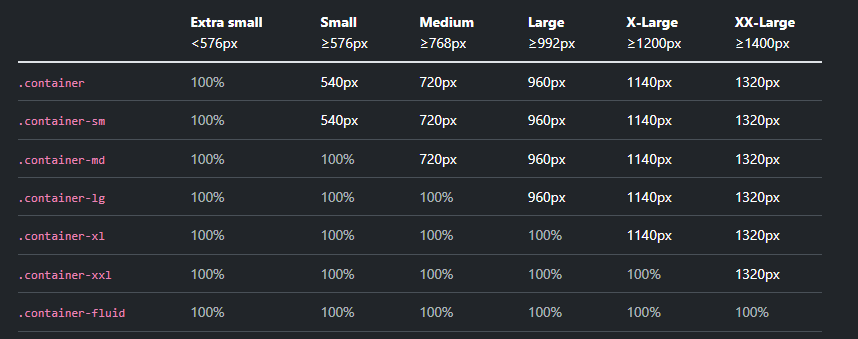 Extra small Small Medium Large X-Large XX-Large
<576px ≥576px ≥768px ≥992px ≥1200px ≥1400px
.container 100% 540px 720px 960px 1140px 1320px
.container-sm 100% 540px 720px 960px 1140px 1320px
.container-md 100% 100% 720px 960px 1140px 1320px
.container-lg 100% 100% 100% 960px 1140px 1320px
.container-xl 100% 100% 100% 100% 1140px 1320px
.container-xxl 100% 100% 100% 100% 100% 1320px
.container-fluid 100% 100% 100% 100% 100% 100%